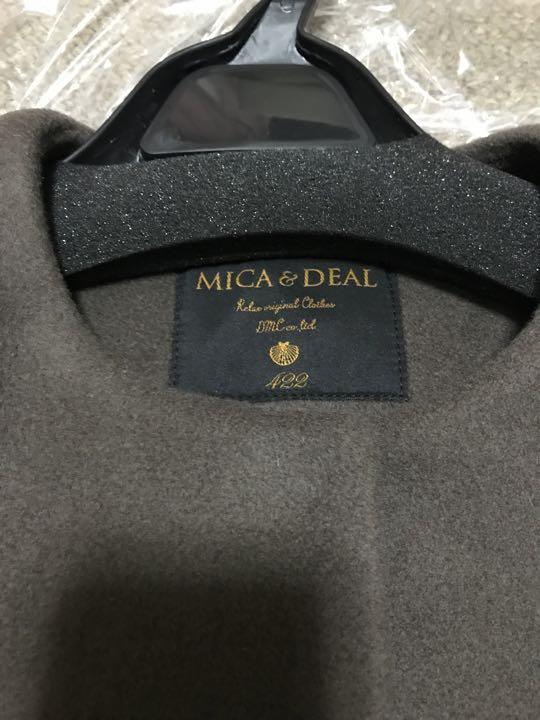 MICA & DEAL
Relax original Clothes
DMC co.,ltd.
422